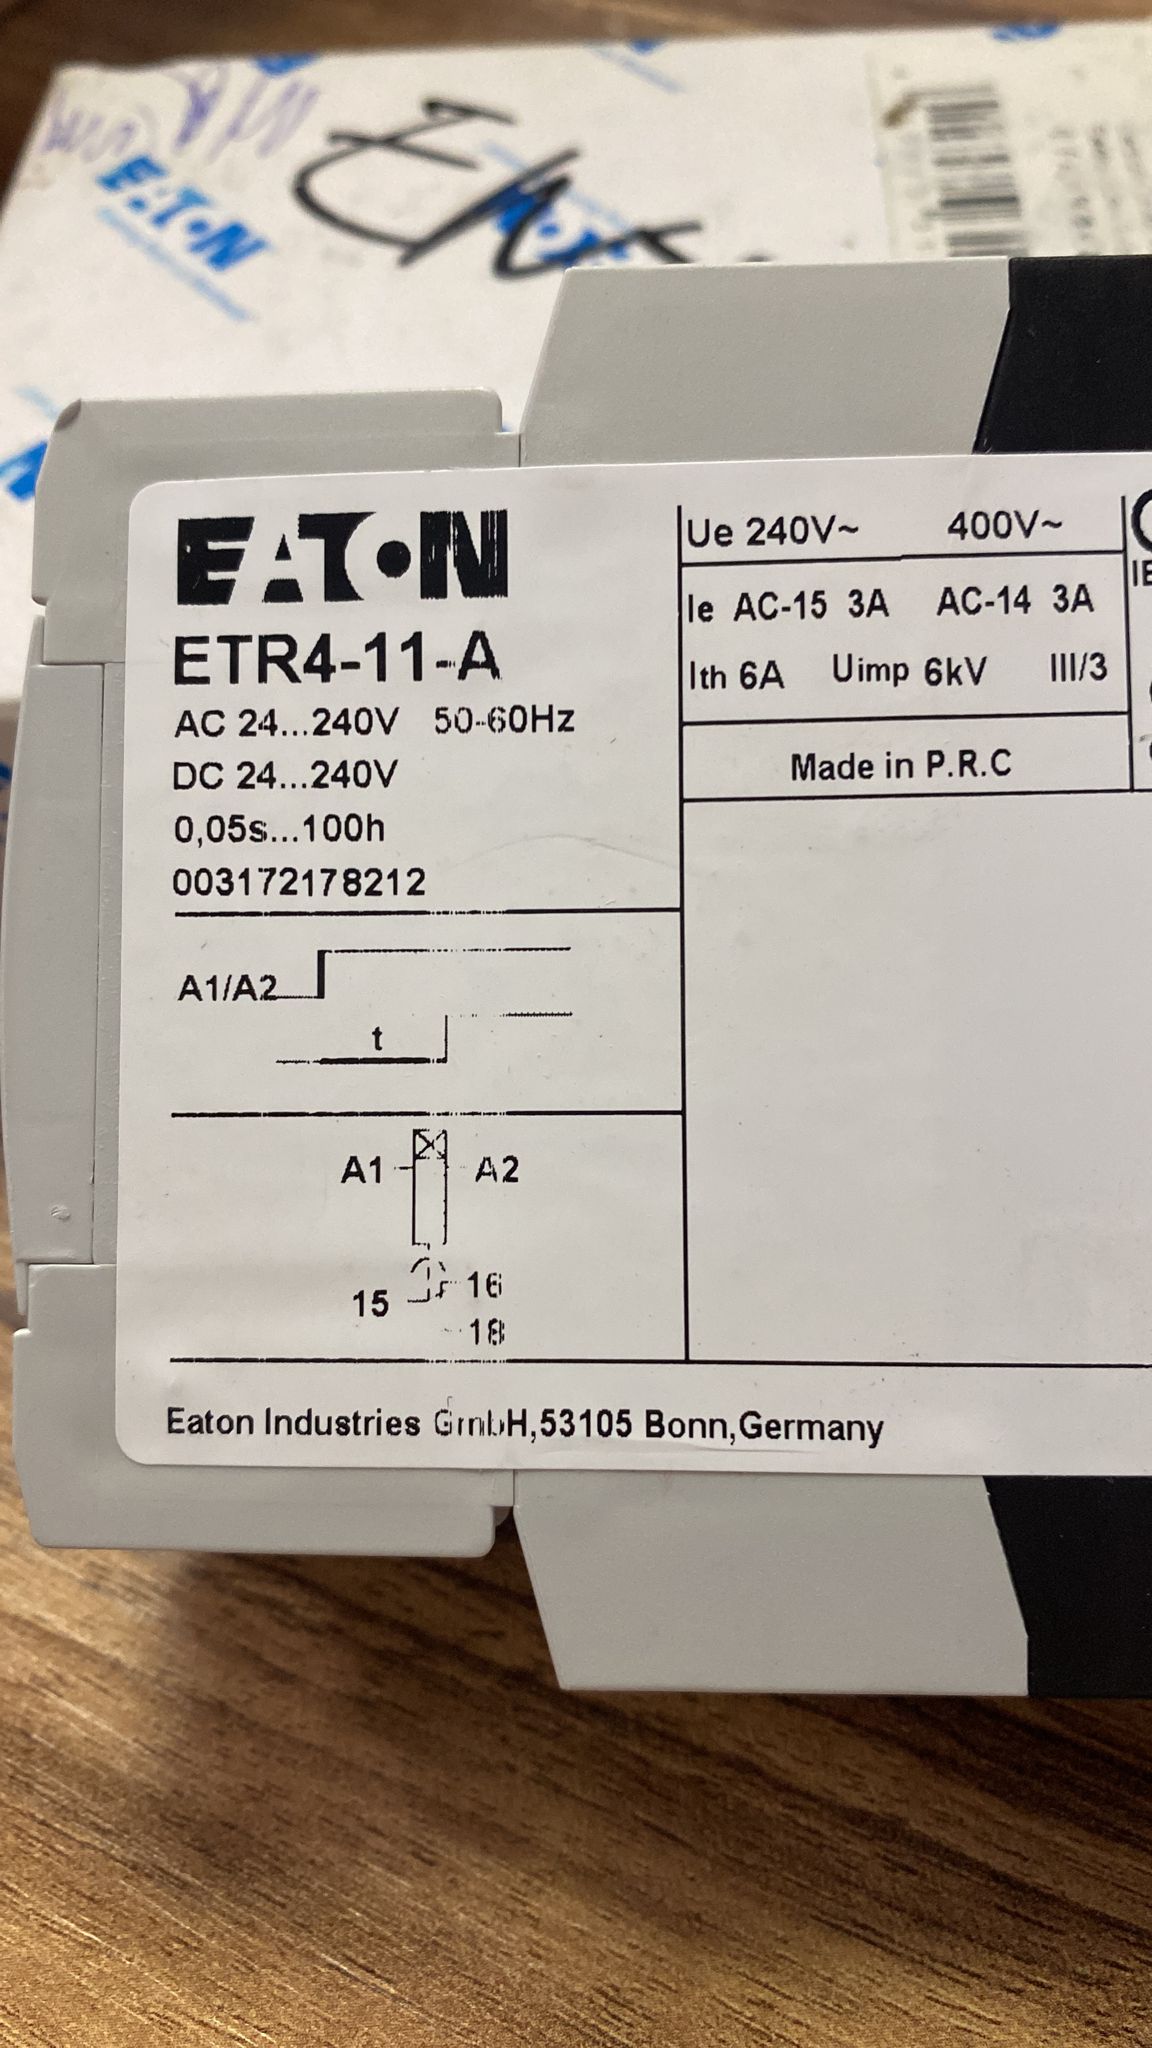 EATON
EATON
ETR4-11-A
AC 24...240V 50-60Hz
DC 24...240V
0,05s...100h
003172178212
A1/A2
t
A1 A2
15 16
18
Ue 240V~ 400V~
Ie AC-15 3A AC-14 3A
Ith 6A Uimp 6kV III/3
Made in P.R.C
Eaton Industries GmbH,53105 Bonn,Germany